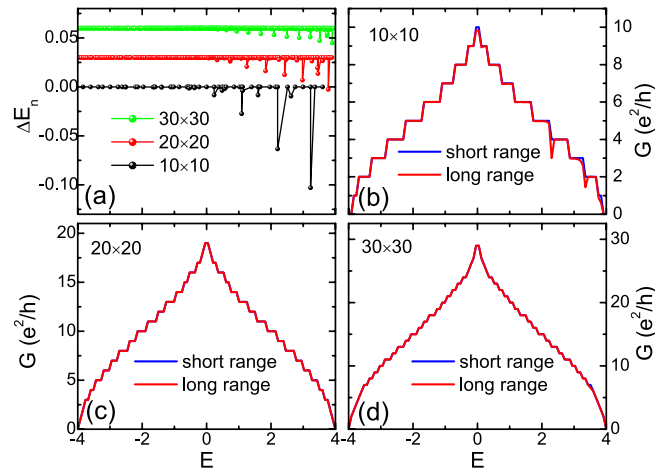 0.05
0.00
-0.05
-0.10
ΔE_n
30×30
20×20
10×10
(a)
10×10
short range
long range
(b)
10
8
6
4
2
0
G (e²/h)
20×20
20
15
10
5
0
G (e²/h)
short range
long range
(c)
-4 -2 0 2 4
E
30×30
short range
long range
(d)
30
20
10
0
G (e²/h)
-4 -2 0 2 4
E